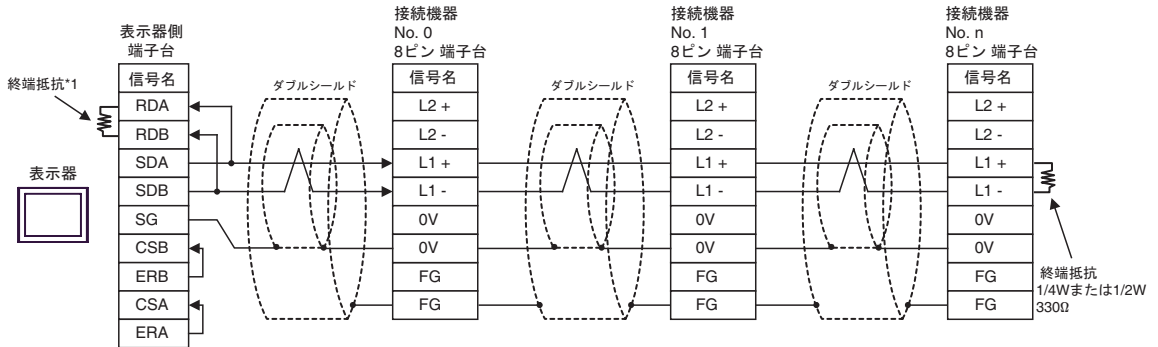 表示器側
端子台
信号名
RDA
RDB
SDA
SDB
SG
CSB
ERB
CSA
ERA
終端抵抗*1
表示器
ダブルシールド
接続機器
No. 0
8ピン 端子台
信号名
L2 +
L2 -
L1 +
L1 -
0V
0V
FG
FG
ダブルシールド
接続機器
No. 1
8ピン 端子台
信号名
L2 +
L2 -
L1 +
L1 -
0V
0V
FG
FG
ダブルシールド
接続機器
No. n
8ピン 端子台
信号名
L2 +
L2 -
L1 +
L1 -
0V
0V
FG
FG
終端抵抗
1/4Wまたは1/2W
330Ω